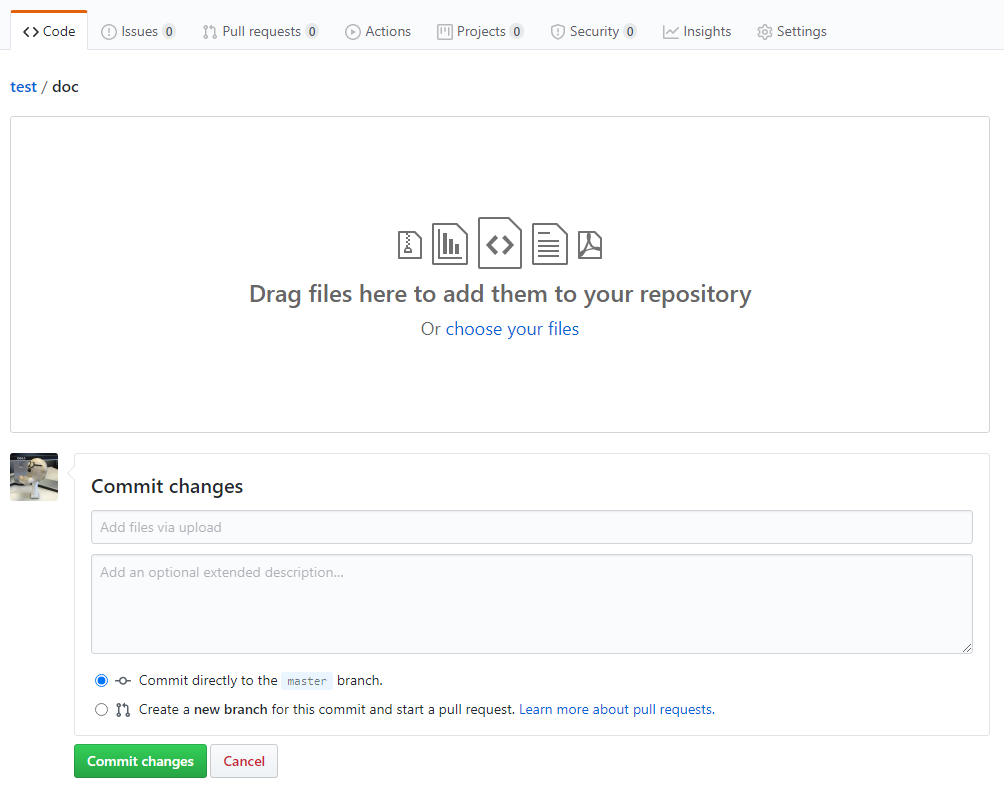 Code Issues 0 Pull requests 0 Actions Projects 0 Security 0 Insights Settings
test / doc
Drag files here to add them to your repository
Or choose your files
Commit changes
Add files via upload
Add an optional extended description...
Commit directly to the master branch.
Create a new branch for this commit and start a pull request. Learn more about pull requests.
Commit changes Cancel